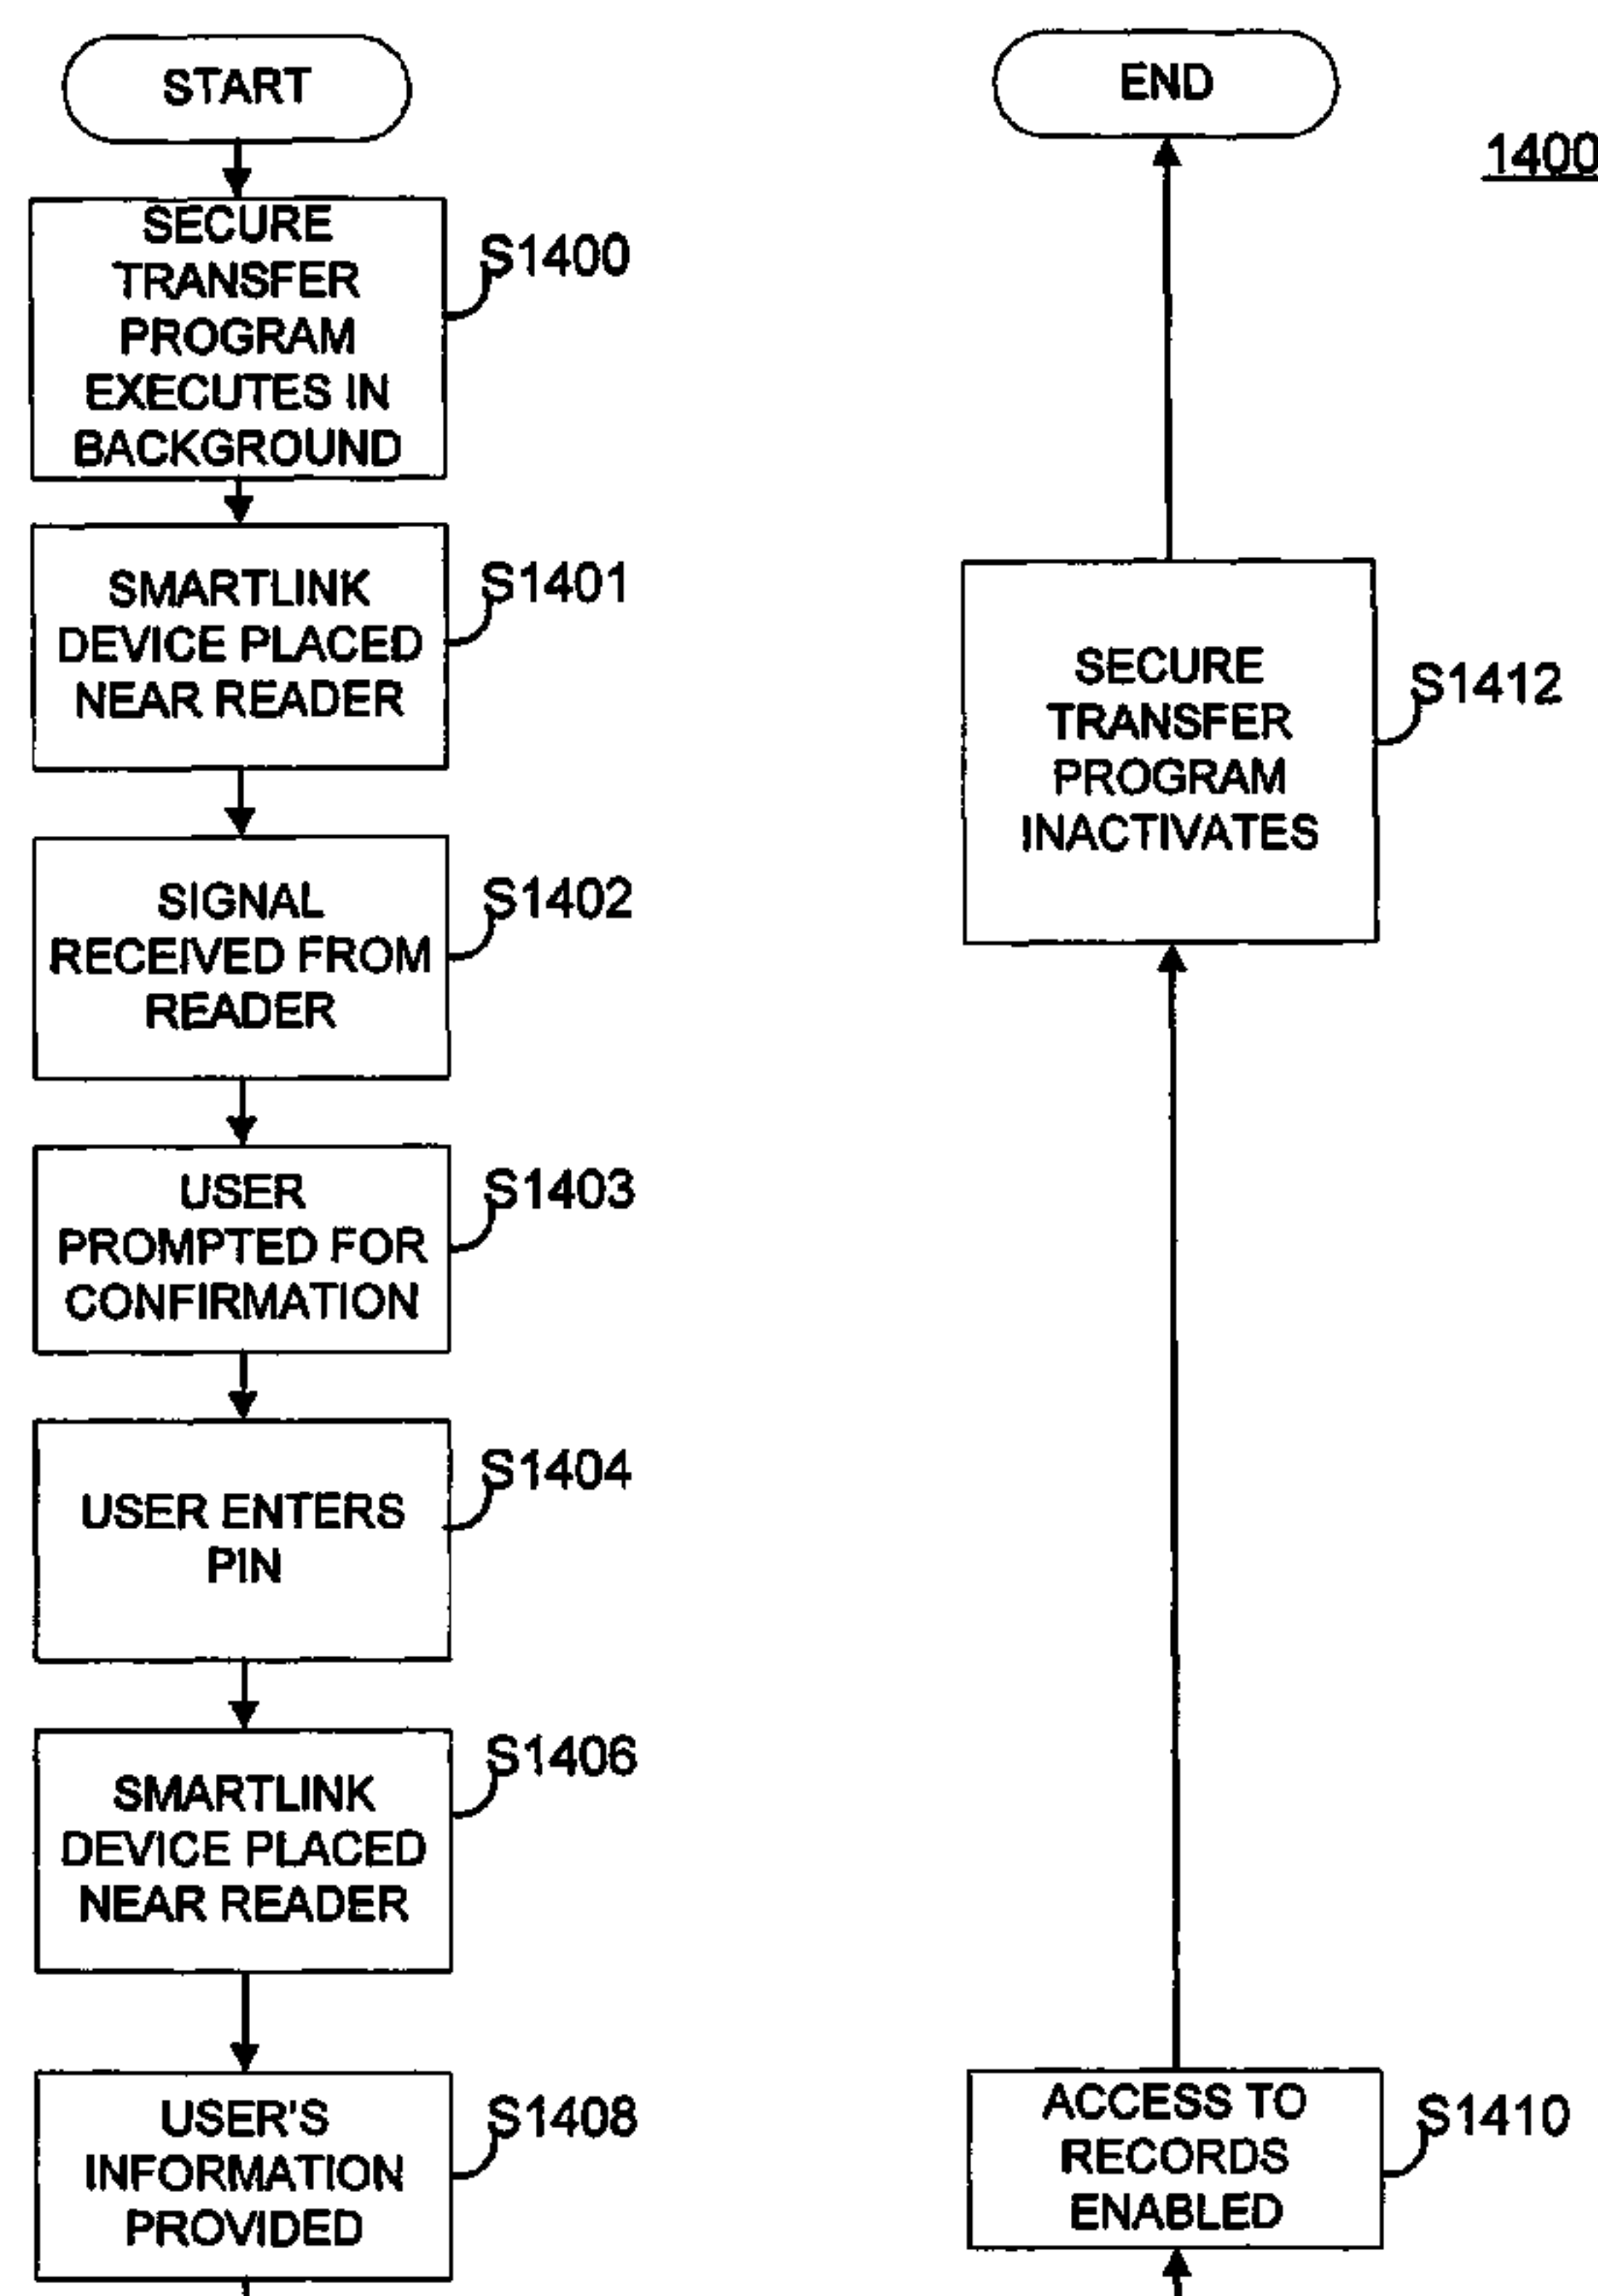 START
SECURE
TRANSFER
PROGRAM
EXECUTES IN
BACKGROUND
S1400
SMARTLINK
DEVICE PLACED
NEAR READER
S1401
SIGNAL
RECEIVED FROM
READER
S1402
USER
PROMPTED FOR
CONFIRMATION
S1403
USER ENTERS
PIN
S1404
SMARTLINK
DEVICE PLACED
NEAR READER
S1406
USER'S
INFORMATION
PROVIDED
S1408
END
1400
SECURE
TRANSFER
PROGRAM
INACTIVATES
S1412
ACCESS TO
RECORDS
ENABLED
S1410